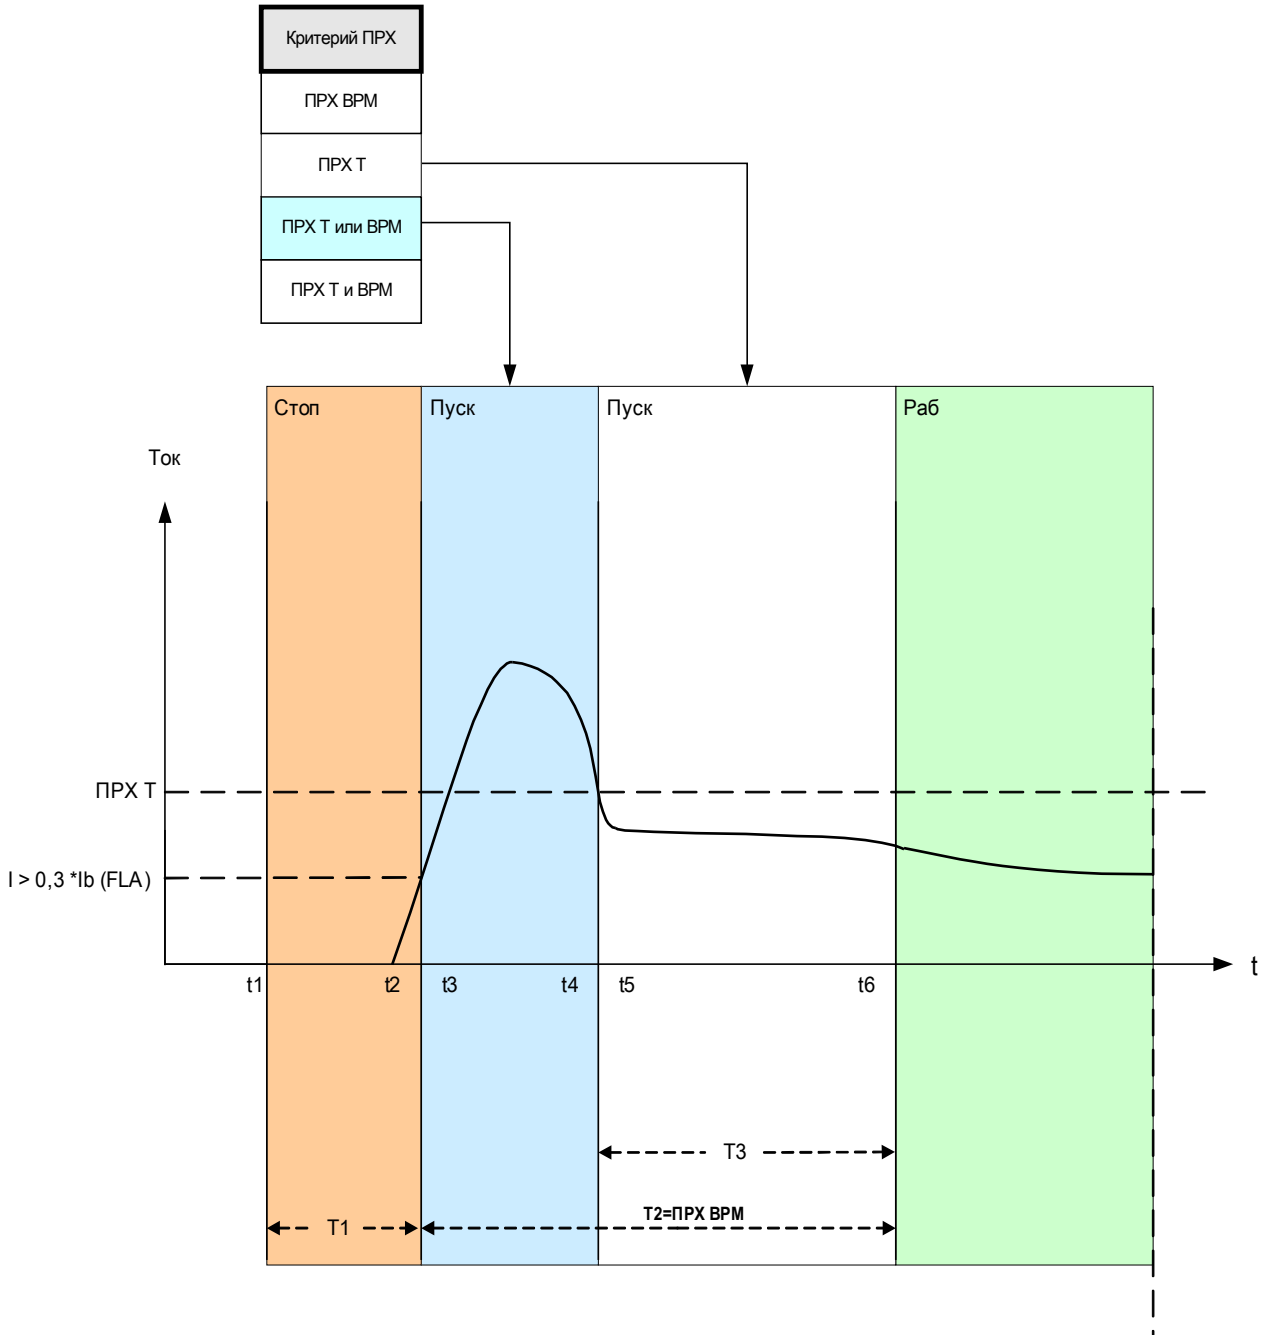 Критерий ПРХ
ПРХ ВРМ
ПРХ Т
ПРХ Т или ВРМ
ПРХ Т и ВРМ
Стоп
Пуск
Пуск
Раб
Ток
ПРХ Т
I > 0,3 *Ib (FLA)
t1
t2
t3
t4
t5
t6
t
T3
T2=ПРХ ВРМ
T1